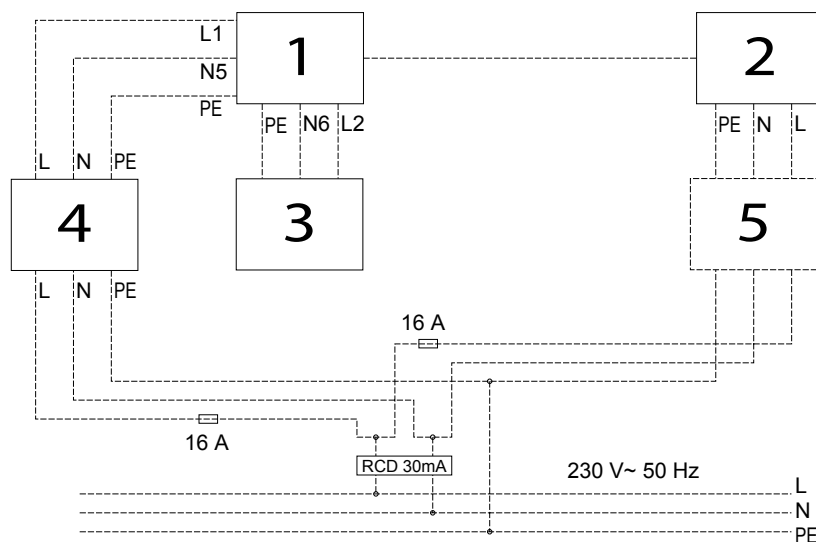 L1
1
2
N5
PE
PE N6 L2
PE N L
L N PE
4
3
5
L N PE
16 A
16 A
RCD 30mA
230 V~ 50 Hz
L
N
PE